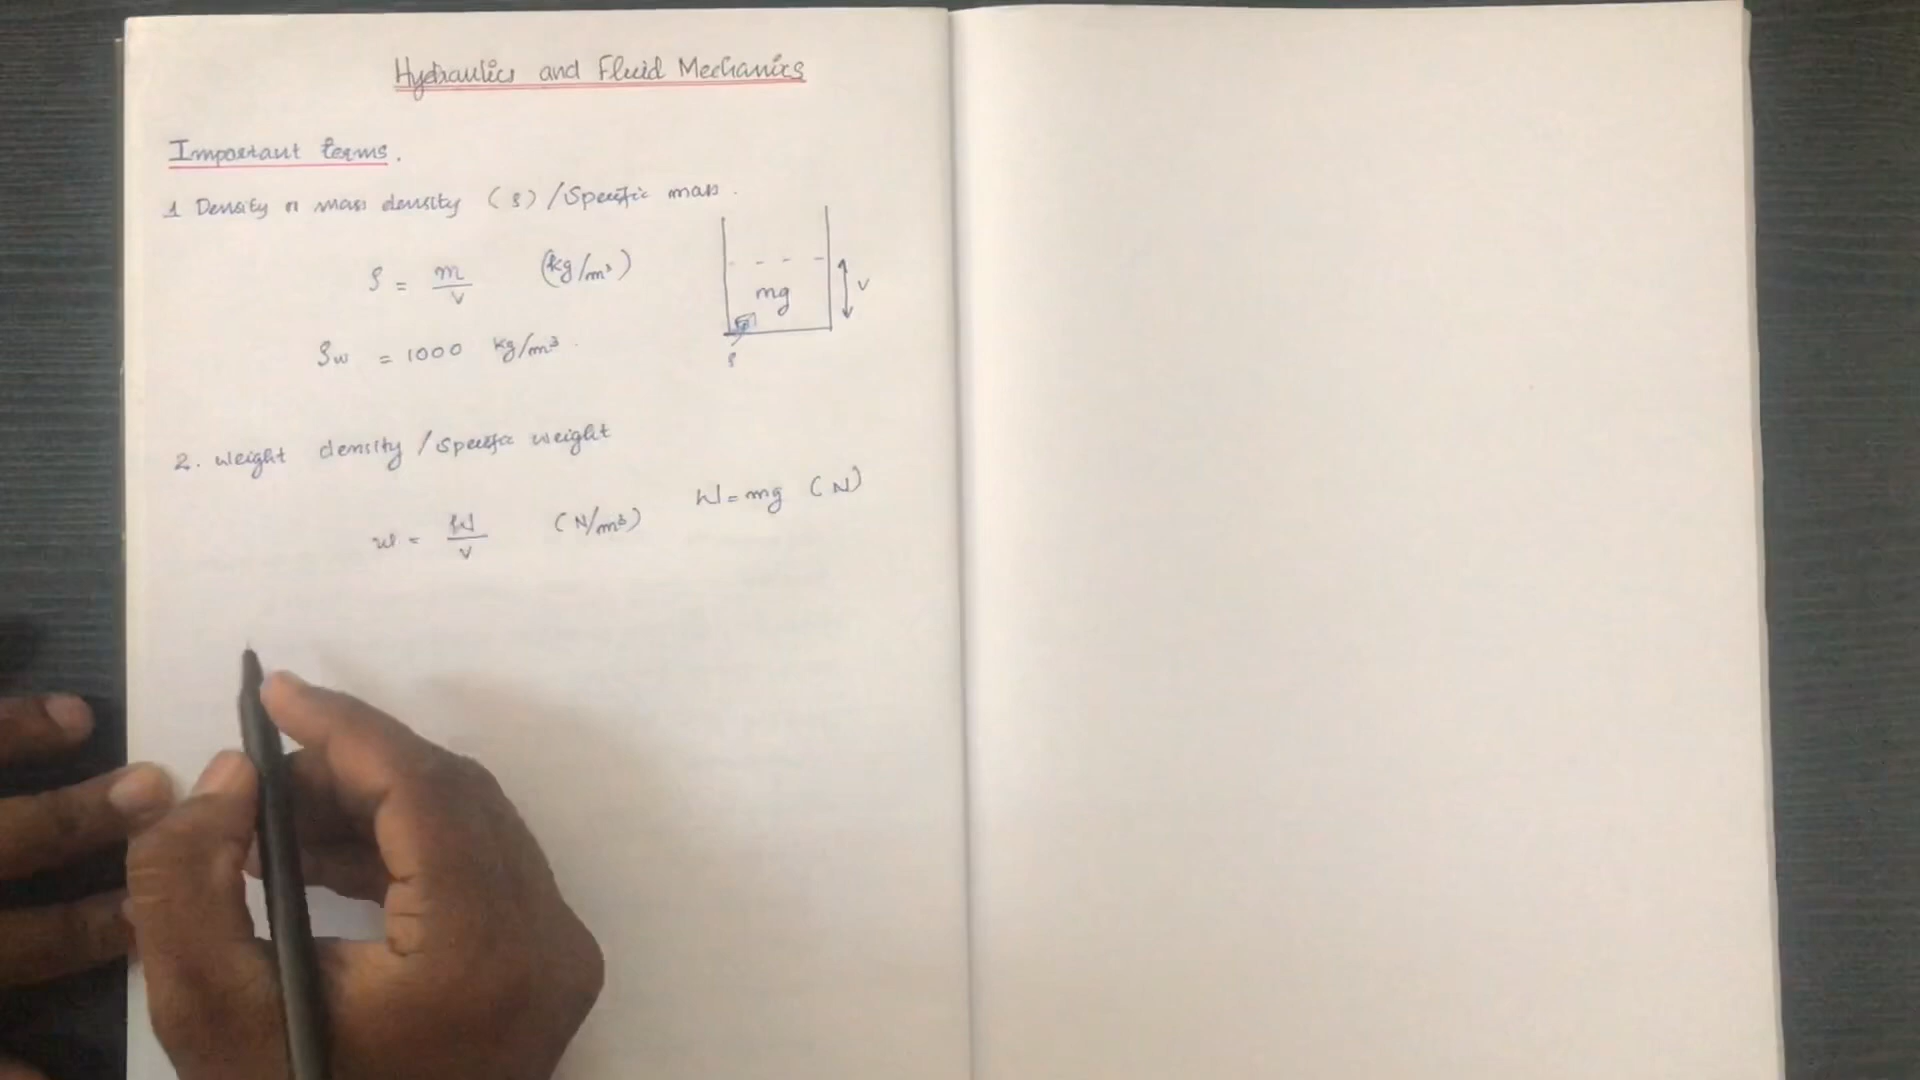 Hydraulics and Fluid Mechanics
Important terms.
1 Density or mass density (ρ) / Specific mass.
ρ = m/v (kg/m³)
mg
v
ρ
ρw = 1000 kg/m³.
2. Weight density / Specific weight
w = W/v (N/m³) W = mg (N)